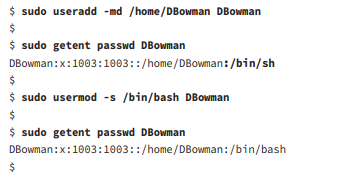 $ sudo useradd -md /home/DBowman DBowman
$
$ sudo getent passwd DBowman
DBowman:x:1003:1003::/home/DBowman:/bin/sh
$
$ sudo usermod -s /bin/bash DBowman
$
$ sudo getent passwd DBowman
DBowman:x:1003:1003::/home/DBowman:/bin/bash
$